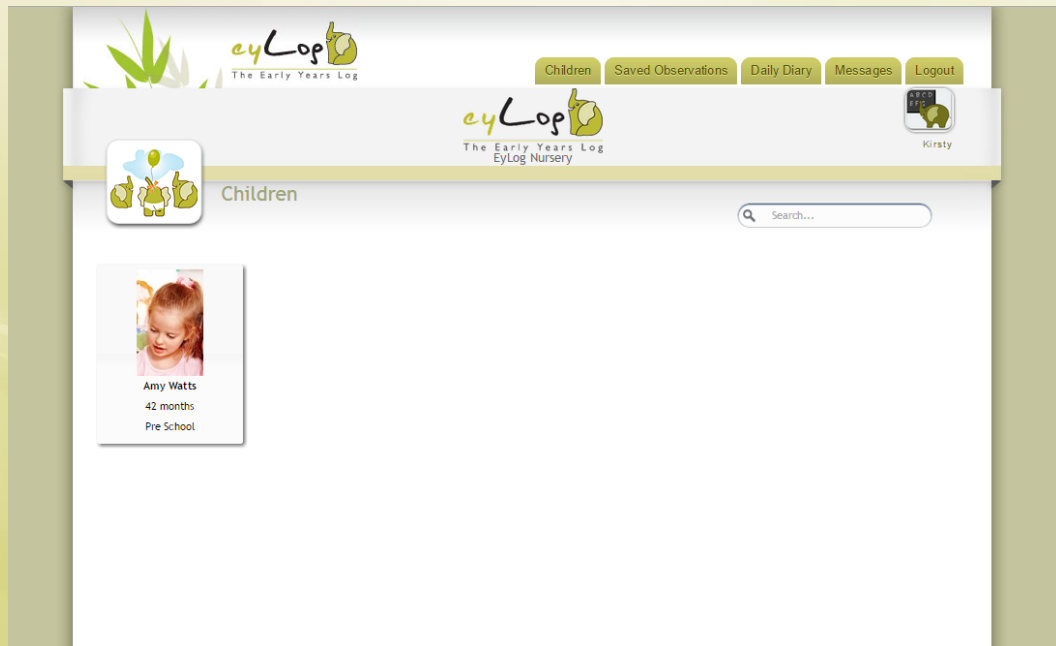 eyLog
The Early Years Log
Children
Saved Observations
Daily Diary
Messages
Logout
eyLog
The Early Years Log
EyLog Nursery
A B C D
E F G
Kirsty
Children
Search...
Amy Watts
42 months
Pre School